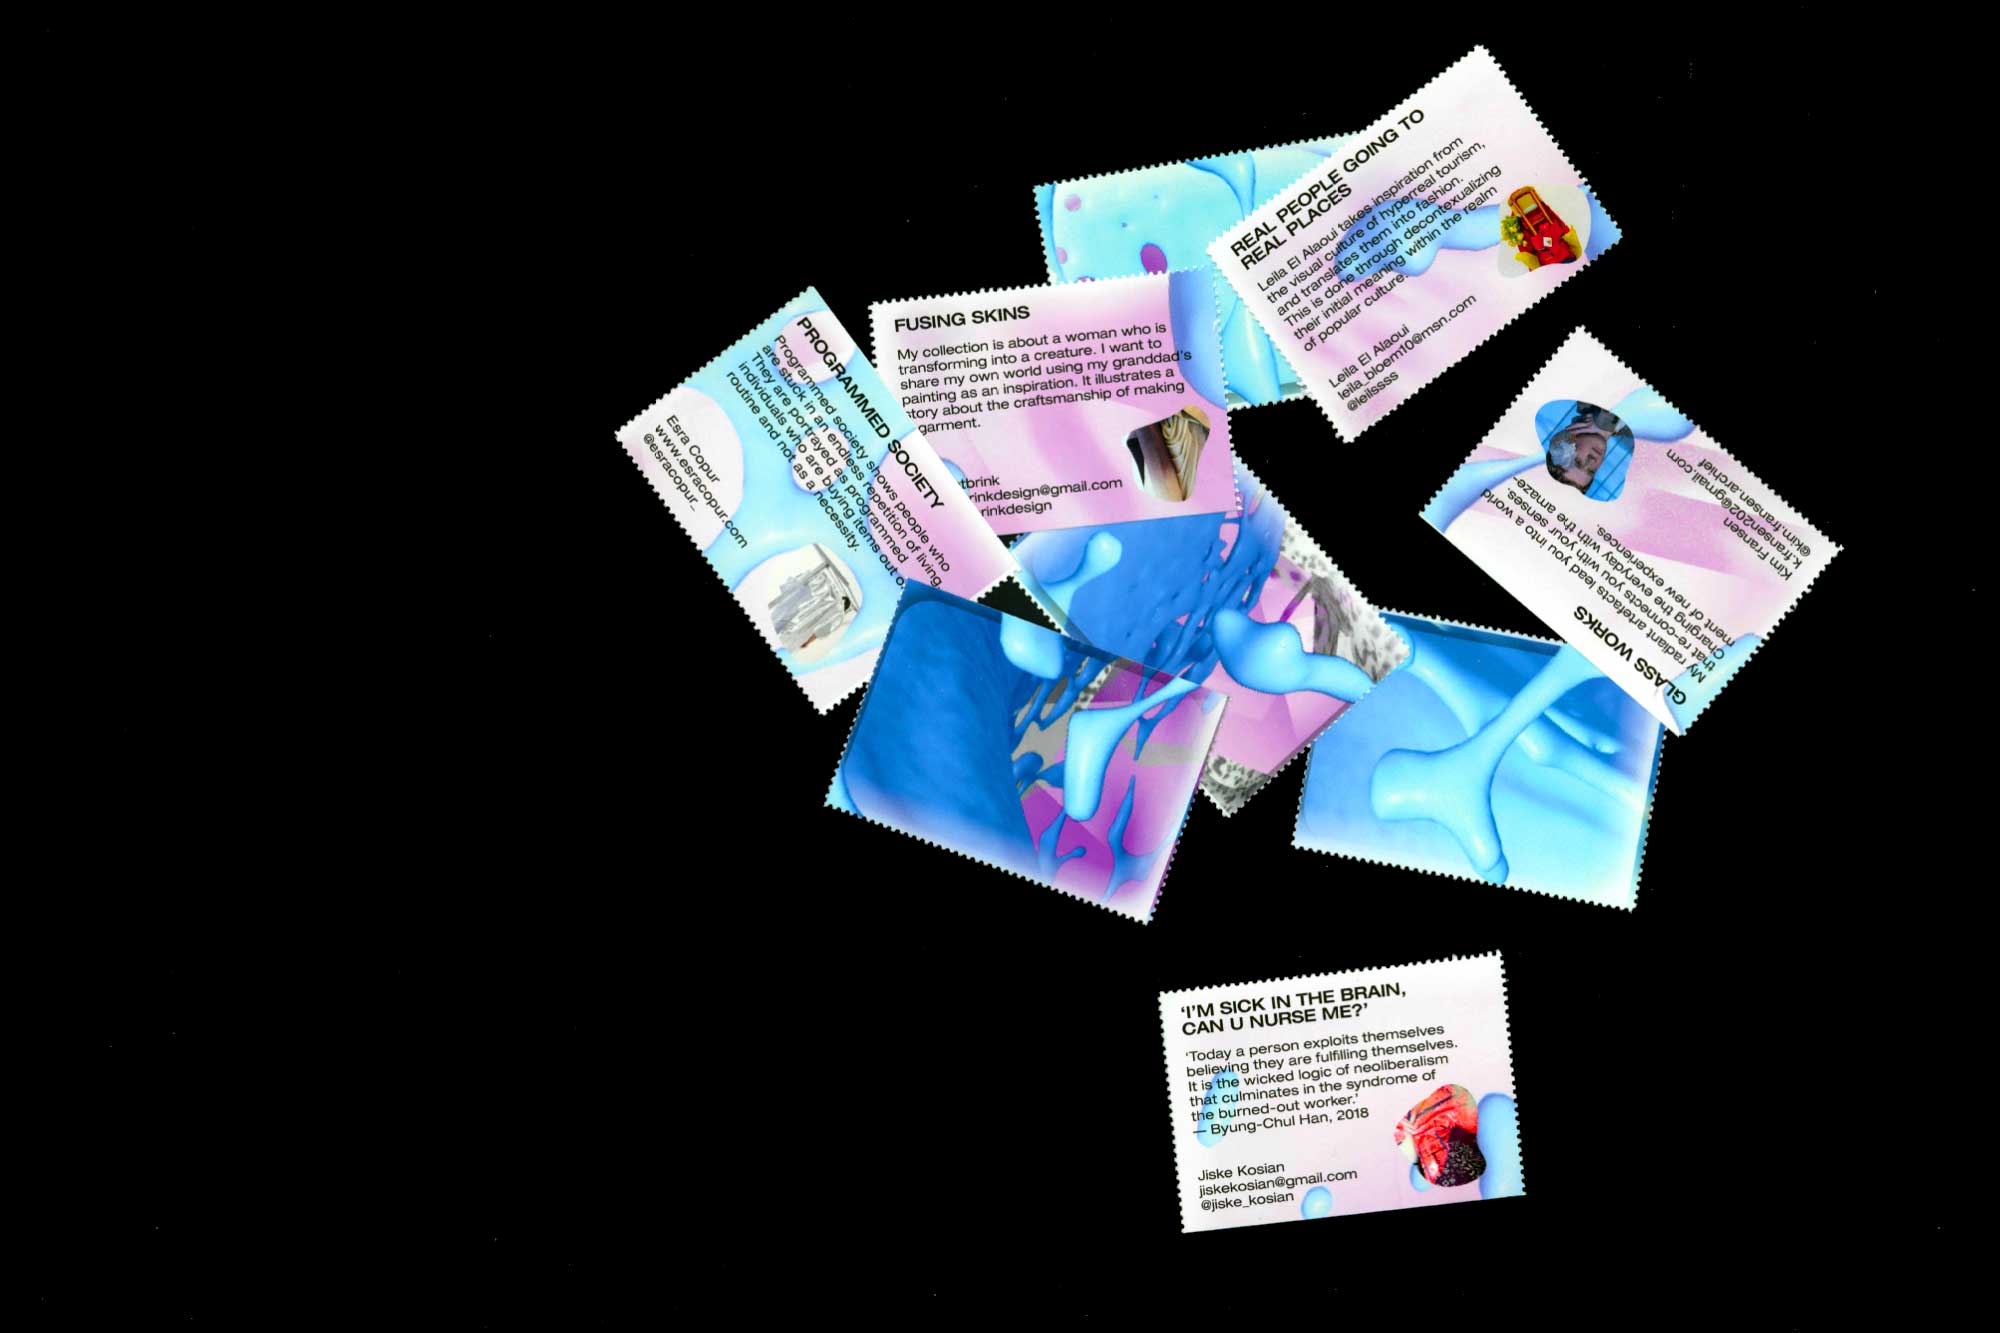 REAL PEOPLE GOING TO
REAL PLACES
Leila El Alaoui takes inspiration from
the visual culture of hyperreal tourism,
and translates them into fashion.
This is done through decontexualizing
their initial meaning within the realm
of popular culture.
Leila El Alaoui
leila_bloem10@msn.com
@leilssss
FUSING SKINS
My collection is about a woman who is
transforming into a creature. I want to
share my own world using my granddad's
painting as an inspiration. It illustrates a
story about the craftsmanship of making
garment.
tbrink
rinkdesign@gmail.com
rinkdesign
PROGRAMMED SOCIETY
Programmed society shows people who
are stuck in an endless repetition of living.
They are portrayed as programmed
individuals who are buying items out of
routine and not as a necessity.
Esra Copur
www.esracopur.com
@esracopur_
GLASS WORKS
My radiant artefacts lead you into a world
that re-connects you with your senses.
Charging the everyday with the amaze-
ment of new experiences.
Kim Fransen
k.fransen202@gmail.com
@kim.fransen.archief
‘I’M SICK IN THE BRAIN,
CAN U NURSE ME?’
‘Today a person exploits themselves
believing they are fulfilling themselves.
It is the wicked logic of neoliberalism
that culminates in the syndrome of
the burned-out worker.’
— Byung-Chul Han, 2018
Jiske Kosian
jiskekosian@gmail.com
@jiske_kosian